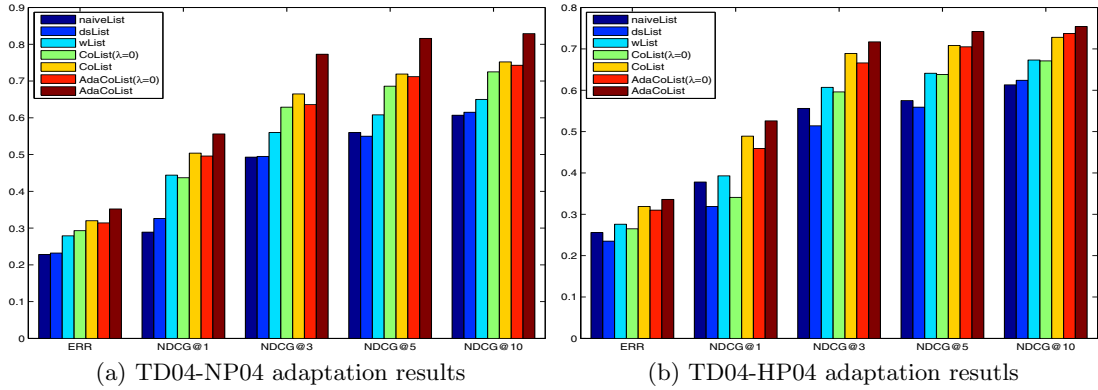 0.9
0.8
0.7
0.6
0.5
0.4
0.3
0.2
0.1
0
naiveList
dsList
wList
CoList(λ=0)
CoList
AdaCoList(λ=0)
AdaCoList
ERR NDCG@1 NDCG@3 NDCG@5 NDCG@10
(a) TD04-NP04 adaptation results
0.8
0.7
0.6
0.5
0.4
0.3
0.2
0.1
0
naiveList
dsList
wList
CoList(λ=0)
CoList
AdaCoList(λ=0)
AdaCoList
ERR NDCG@1 NDCG@3 NDCG@5 NDCG@10
(b) TD04-HP04 adaptation resutls